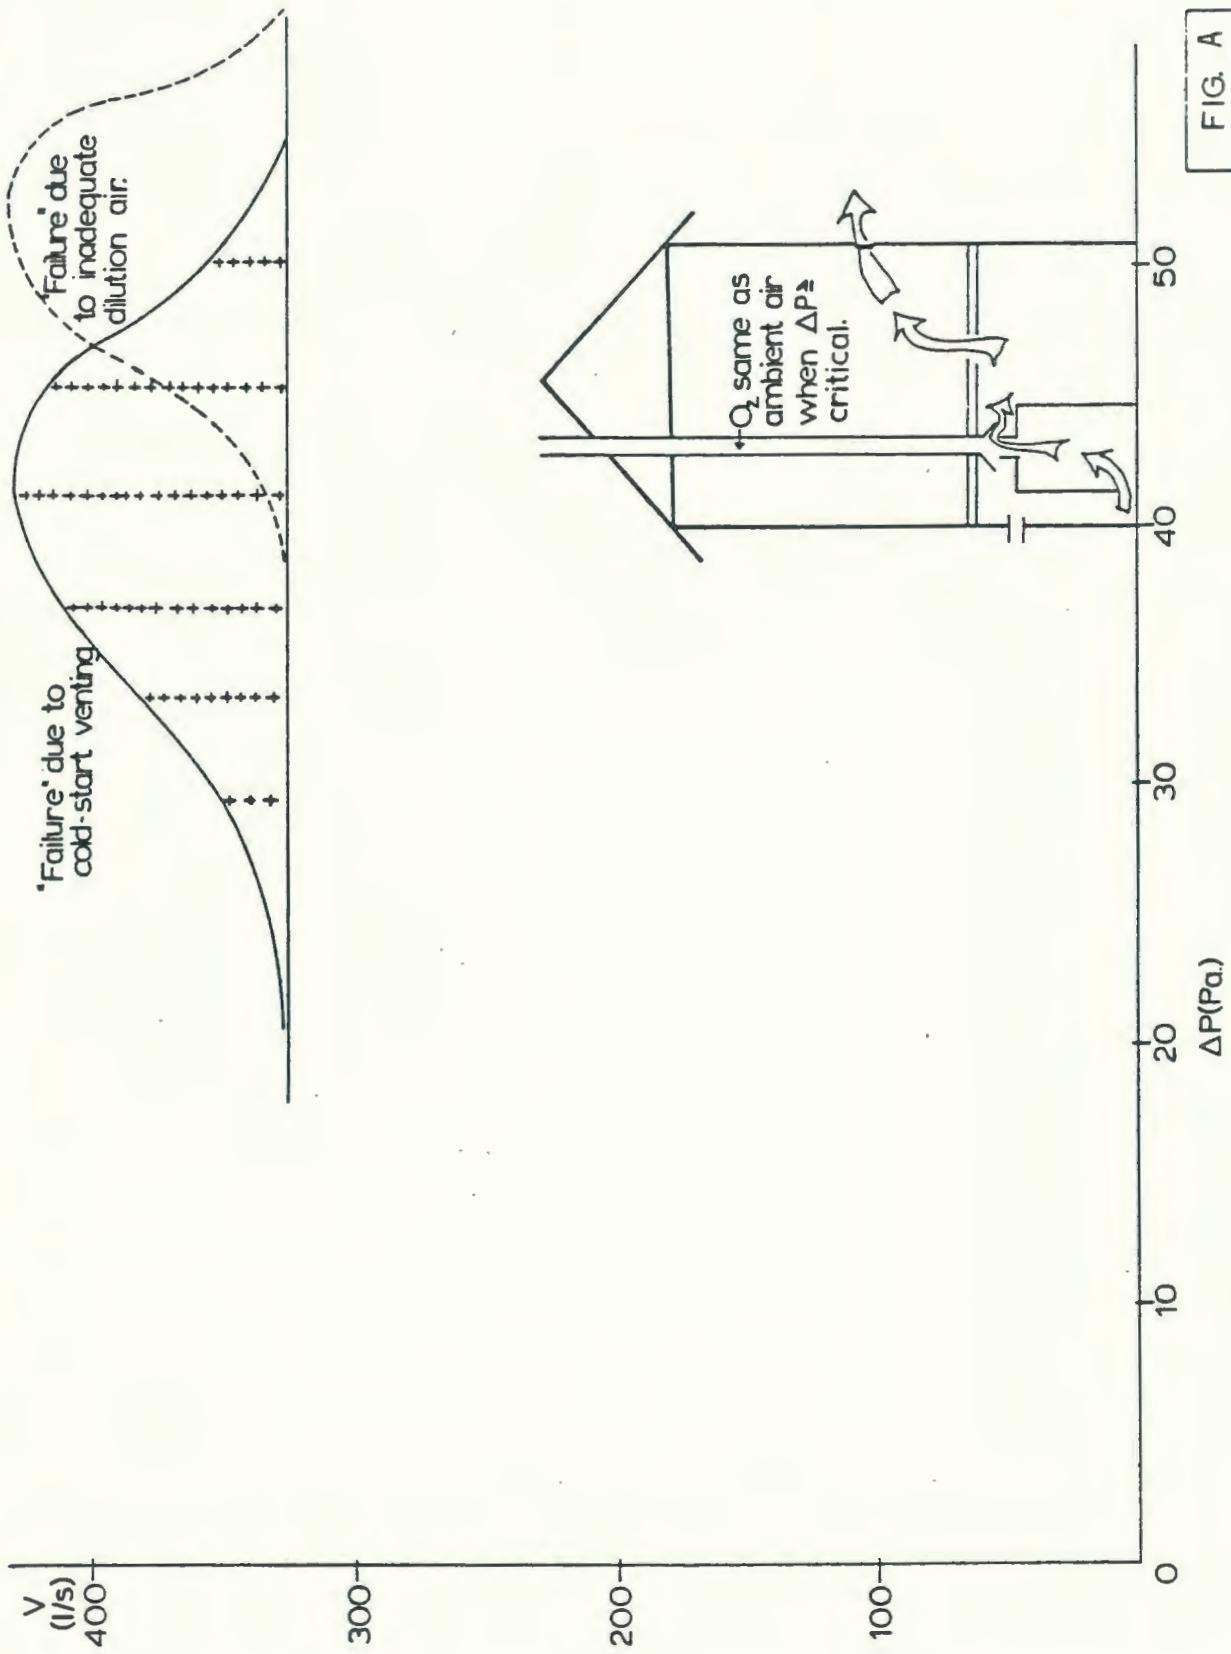 V
(l/s)
400
300
200
100
0
10
20
30
40
50
ΔP(Pa.)
"Failure" due to
cold-start venting
"Failure" due
to inadequate
dilution air.
O₂ same as
ambient air
when ΔP≥
critical.
FIG. A